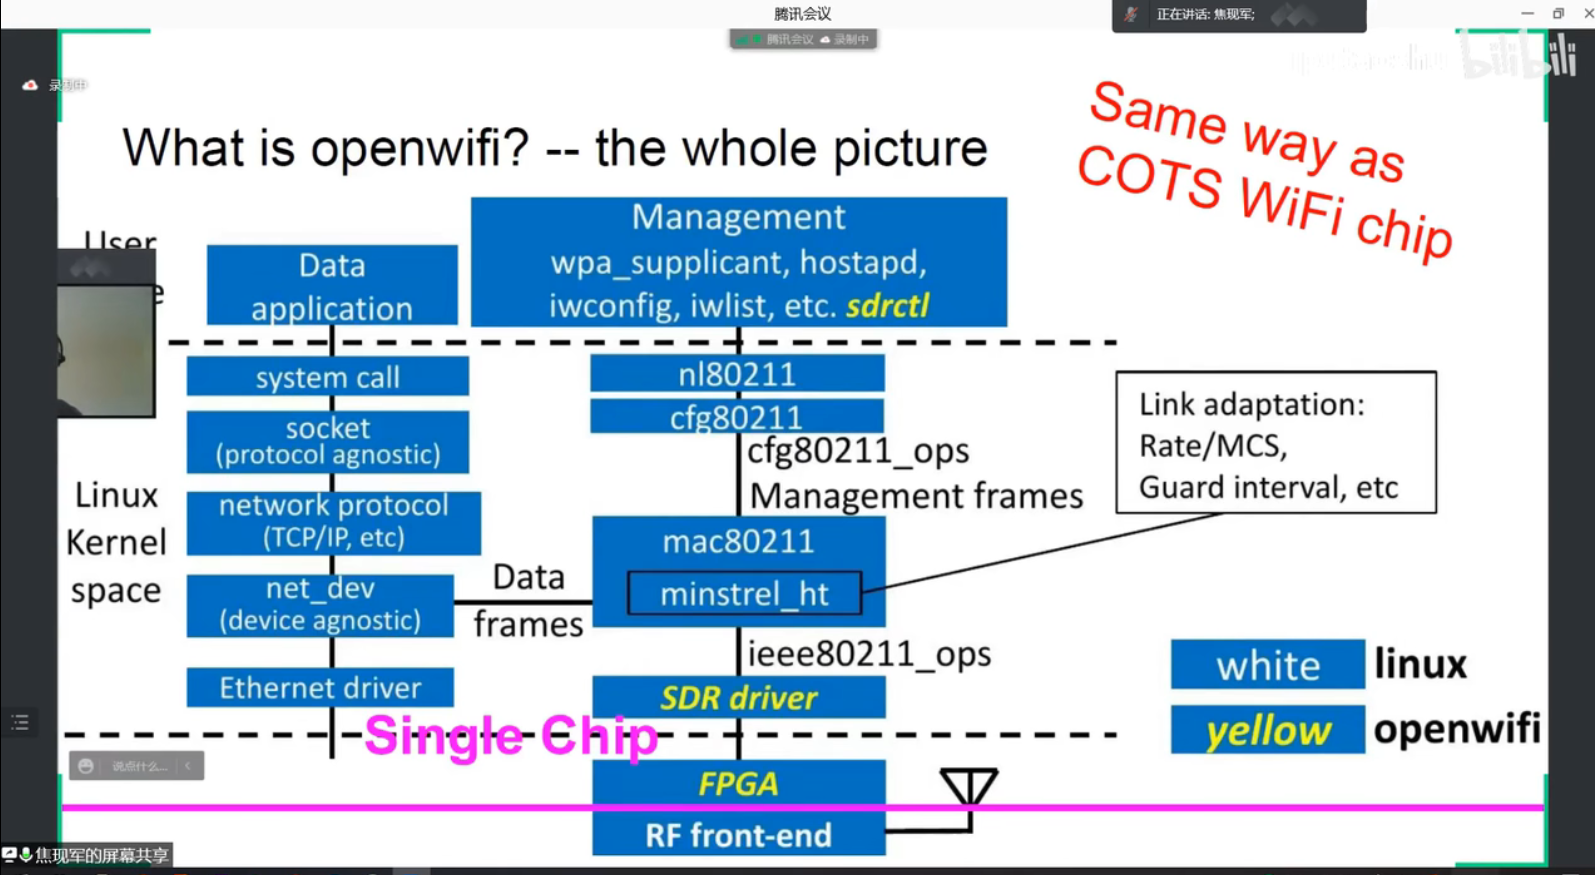 腾讯会议
正在讲话: 焦现军;
腾讯会议 录制中
录制中
bilibili
What is openwifi? -- the whole picture
Same way as
COTS WiFi chip
User
Data
application
Management
wpa_supplicant, hostapd,
iwconfig, iwlist, etc. sdrctl
system call
socket
(protocol agnostic)
network protocol
(TCP/IP, etc)
net_dev
(device agnostic)
Ethernet driver
Linux
Kernel
space
Data
frames
nl80211
cfg80211
cfg80211_ops
Management frames
mac80211
minstrel_ht
ieee80211_ops
SDR driver
Link adaptation:
Rate/MCS,
Guard interval, etc
white linux
yellow openwifi
Single Chip
FPGA
RF front-end
说点什么...
焦现军的屏幕共享